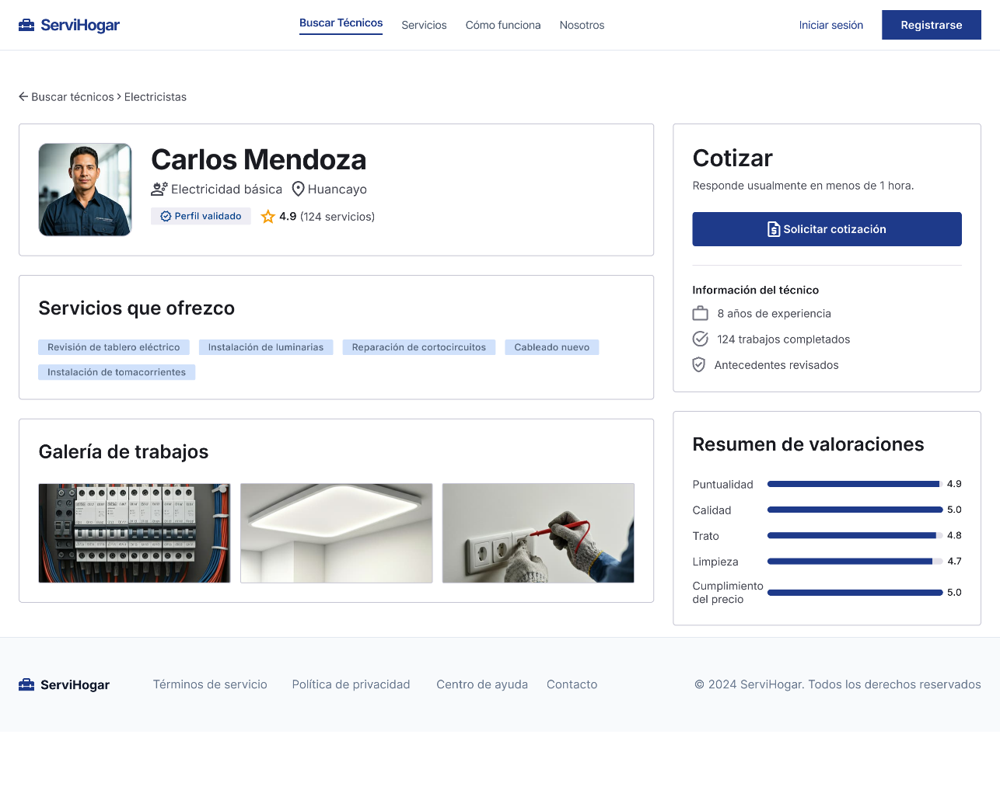 ServiHogar
Buscar Técnicos
Servicios
Cómo funciona
Nosotros
Iniciar sesión
Registrarse
Buscar técnicos › Electricistas
Carlos Mendoza
Electricidad básica
Huancayo
Perfil validado
4.9 (124 servicios)
Servicios que ofrezco
Revisión de tablero eléctrico
Instalación de luminarias
Reparación de cortocircuitos
Cableado nuevo
Instalación de tomacorrientes
Galería de trabajos
Cotizar
Responde usualmente en menos de 1 hora.
Solicitar cotización
Información del técnico
8 años de experiencia
124 trabajos completados
Antecedentes revisados
Resumen de valoraciones
Puntualidad 4.9
Calidad 5.0
Trato 4.8
Limpieza 4.7
Cumplimiento
del precio 5.0
ServiHogar
Términos de servicio
Política de privacidad
Centro de ayuda
Contacto
© 2024 ServiHogar. Todos los derechos reservados